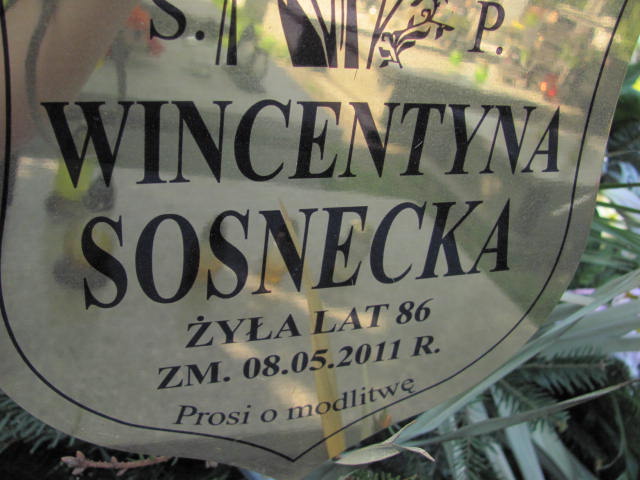 S. P.
WINCENTYNA
SOSNECKA
ŻYŁA LAT 86
ZM. 08.05.2011 R.
Prosi o modlitwę